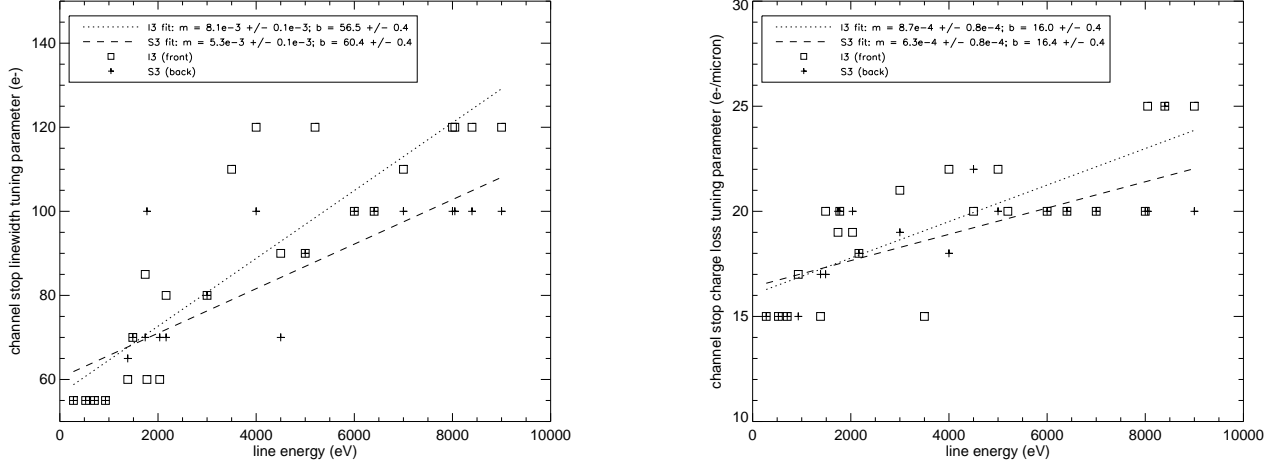 I3 fit: m = 8.1e-3 +/- 0.1e-3; b = 56.5 +/- 0.4
S3 fit: m = 5.3e-3 +/- 0.1e-3; b = 60.4 +/- 0.4
I3 (front)
S3 (back)
channel stop linewidth tuning parameter (e-)
140
120
100
80
60
0
2000
4000
6000
8000
10000
line energy (eV)
I3 fit: m = 8.7e-4 +/- 0.8e-4; b = 16.0 +/- 0.4
S3 fit: m = 6.3e-4 +/- 0.8e-4; b = 16.4 +/- 0.4
I3 (front)
S3 (back)
channel stop charge loss tuning parameter (e-/micron)
30
25
20
15
10
0
2000
4000
6000
8000
10000
line energy (eV)